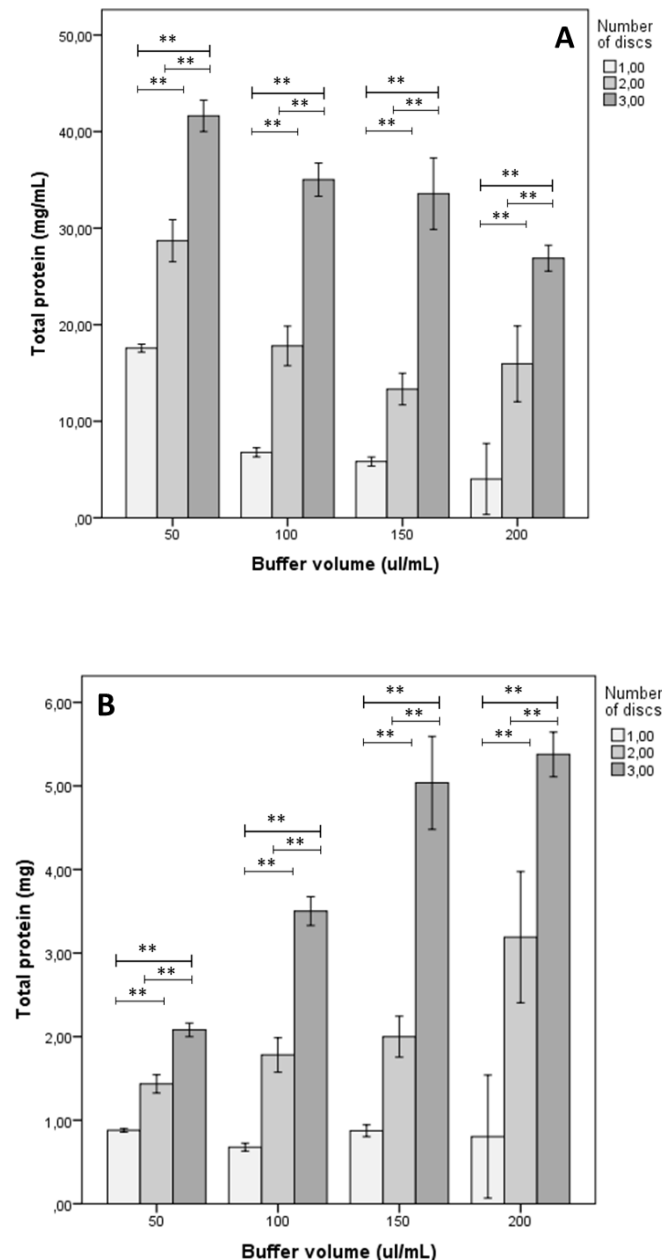 A
Number
of discs
1,00
2,00
3,00
Total protein (mg/mL)
50,00
40,00
30,00
20,00
10,00
,00
** ** ** **
** ** ** **
** ** ** **
50 100 150 200
Buffer volume (ul/mL)
B
Number
of discs
1,00
2,00
3,00
Total protein (mg)
6,00
5,00
4,00
3,00
2,00
1,00
,00
** ** ** **
** ** ** **
** ** ** **
50 100 150 200
Buffer volume (ul/mL)